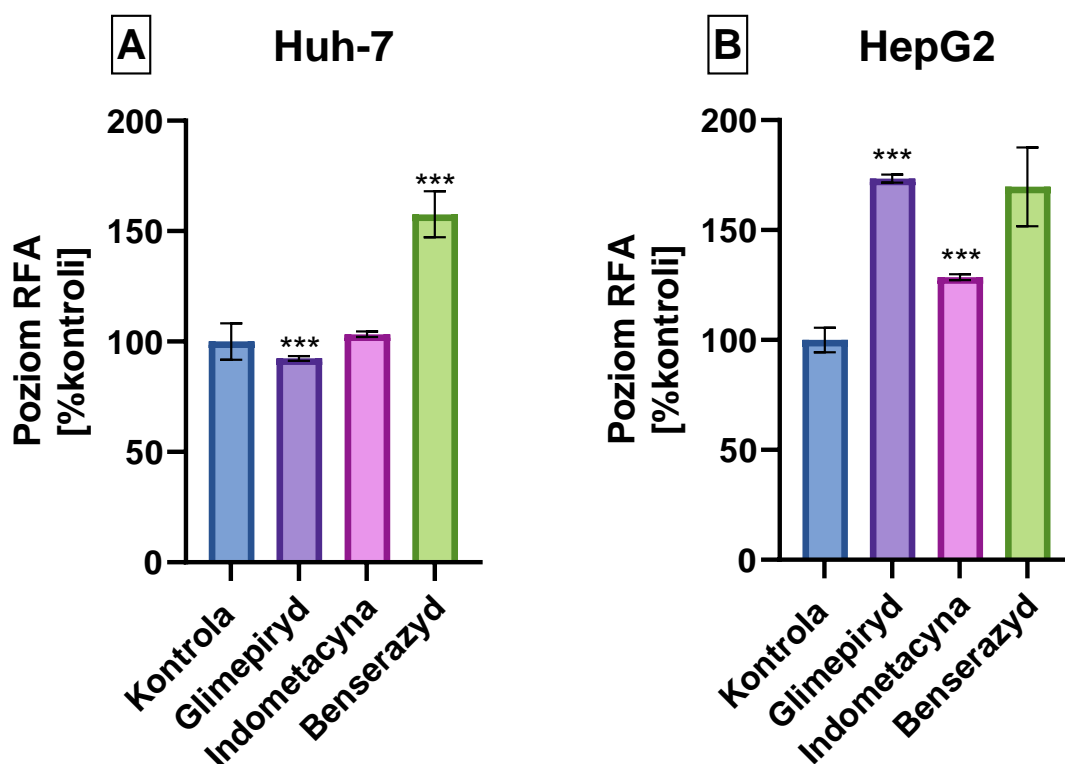 A
Huh-7
Poziom RFA
[%kontroli]
200
150
100
50
0
***
***
Kontrola
Glimepiryd
Indometacyna
Benserazyd
B
HepG2
Poziom RFA
[%kontroli]
200
150
100
50
0
***
***
Kontrola
Glimepiryd
Indometacyna
Benserazyd